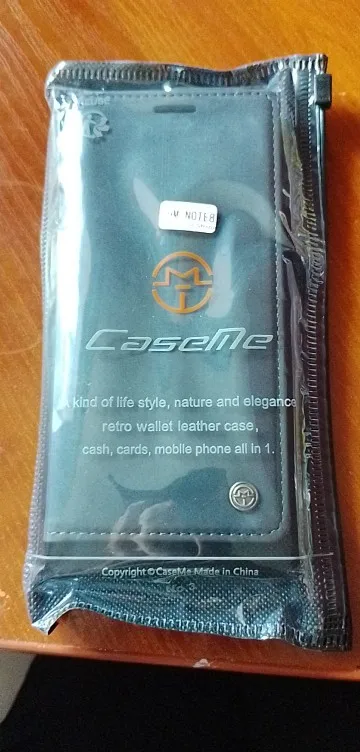 NOTE8
CaseMe
A kind of life style, nature and elegance
retro wallet leather case,
cash, cards, mobile phone all in 1.
Copyright © CaseMe Made in China